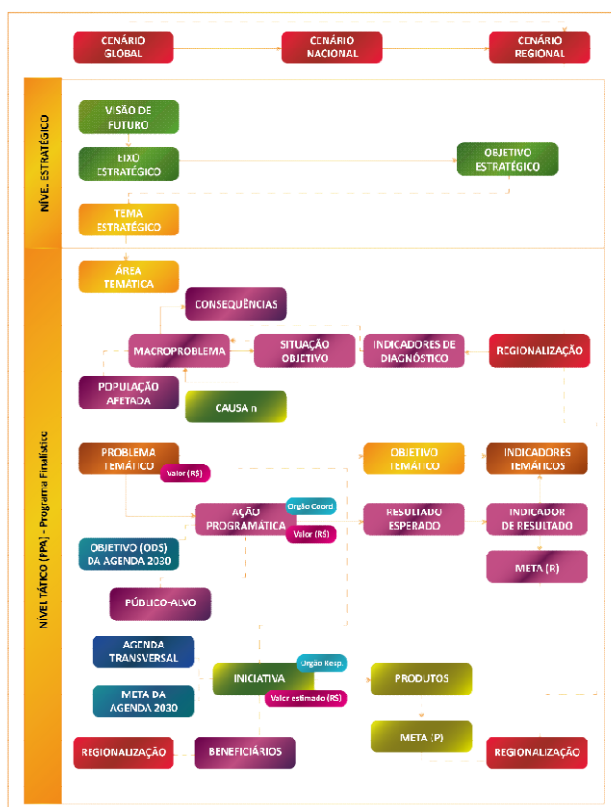 CENÁRIO
GLOBAL
CENÁRIO
NACIONAL
CENÁRIO
REGIONAL
NÍVEL ESTRATÉGICO
VISÃO DE
FUTURO
EIXO
ESTRATÉGICO
OBJETIVO
ESTRATÉGICO
TEMA
ESTRATÉGICO
NÍVEL TÁTICO (PPA) - Programa Finalístico
ÁREA
TEMÁTICA
CONSEQUÊNCIAS
MACROPROBLEMA
SITUAÇÃO
OBJETIVO
INDICADORES DE
DIAGNÓSTICO
REGIONALIZAÇÃO
POPULAÇÃO
AFETADA
CAUSA n
PROBLEMA
TEMÁTICO
Valor (R$)
OBJETIVO
TEMÁTICO
INDICADORES
TEMÁTICOS
AÇÃO
PROGRAMÁTICA
Orgão Coord
Valor (R$)
RESULTADO
ESPERADO
INDICADOR
DE RESULTADO
OBJETIVO (ODS)
DA AGENDA 2030
META (R)
PÚBLICO-ALVO
AGENDA
TRANSVERSAL
INICIATIVA
Orgão Resp.
Valor estimado (R$)
PRODUTOS
META DA
AGENDA 2030
META (P)
REGIONALIZAÇÃO
BENEFICIÁRIOS
REGIONALIZAÇÃO